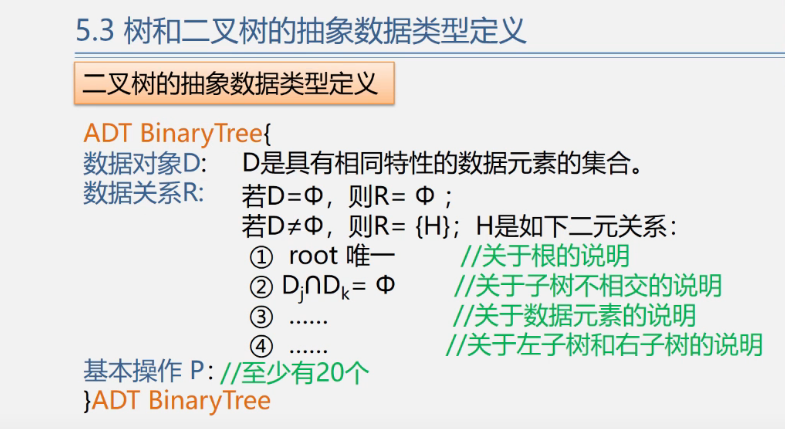 5.3 树和二叉树的抽象数据类型定义
二叉树的抽象数据类型定义
ADT BinaryTree{
数据对象D: D是具有相同特性的数据元素的集合。
数据关系R: 若D=Φ，则R= Φ ；
若D≠Φ，则R= {H}；H是如下二元关系：
① root 唯一 //关于根的说明
② Dj∩Dk= Φ //关于子树不相交的说明
③ …… //关于数据元素的说明
④ …… //关于左子树和右子树的说明
基本操作 P: //至少有20个
}ADT BinaryTree